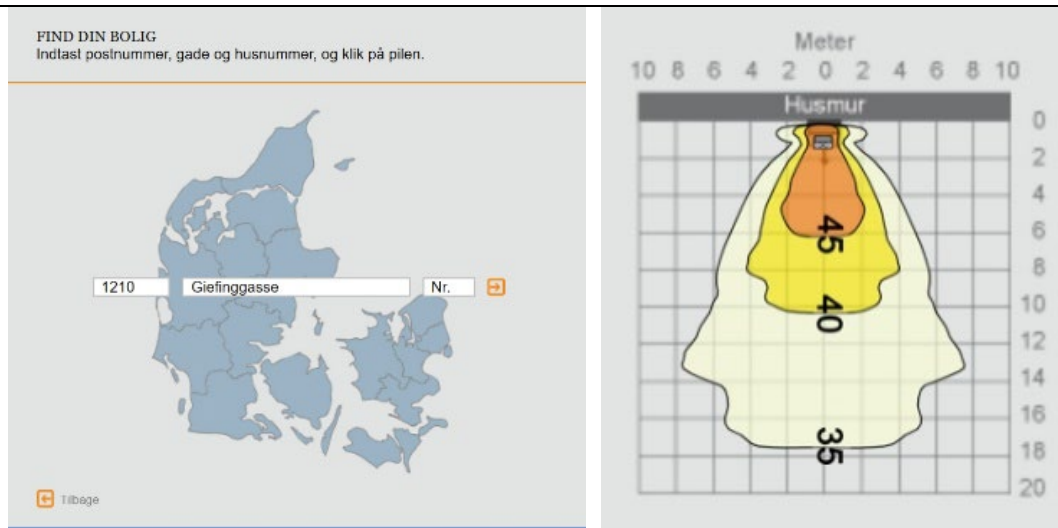 FIND DIN BOLIG
Indtast postnummer, gade og husnummer, og klik på pilen.
1210 Giefinggasse Nr.
Tilbage
Meter
10 8 6 4 2 0 2 4 6 8 10
Husmur
0
2
4
6
8
10
12
14
16
18
20
45
40
35